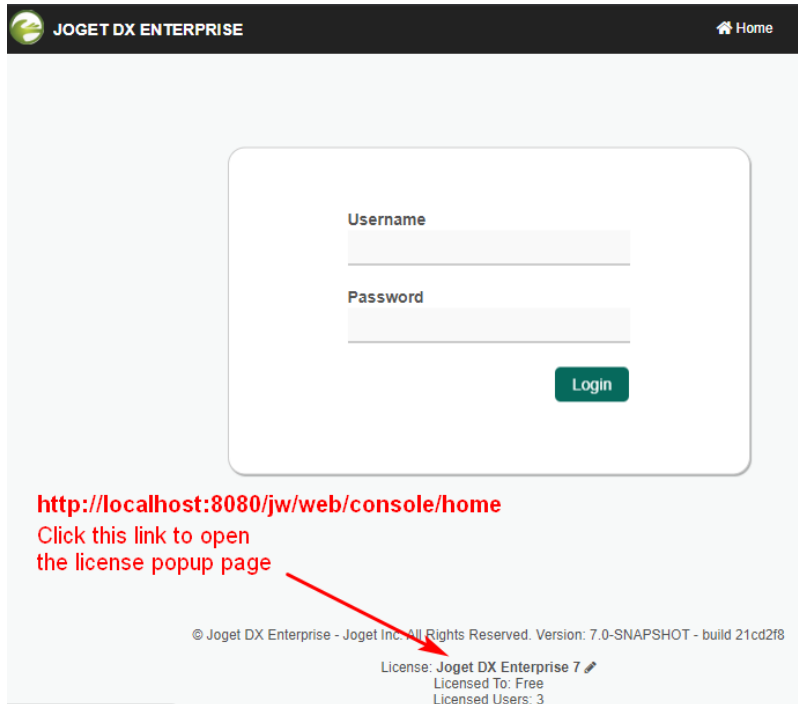 JOGET DX ENTERPRISE
Home
Username
Password
Login
http://localhost:8080/jw/web/console/home
Click this link to open
the license popup page
© Joget DX Enterprise - Joget Inc. All Rights Reserved. Version: 7.0-SNAPSHOT - build 21cd2f8
License: Joget DX Enterprise 7
Licensed To: Free
Licensed Users: 3